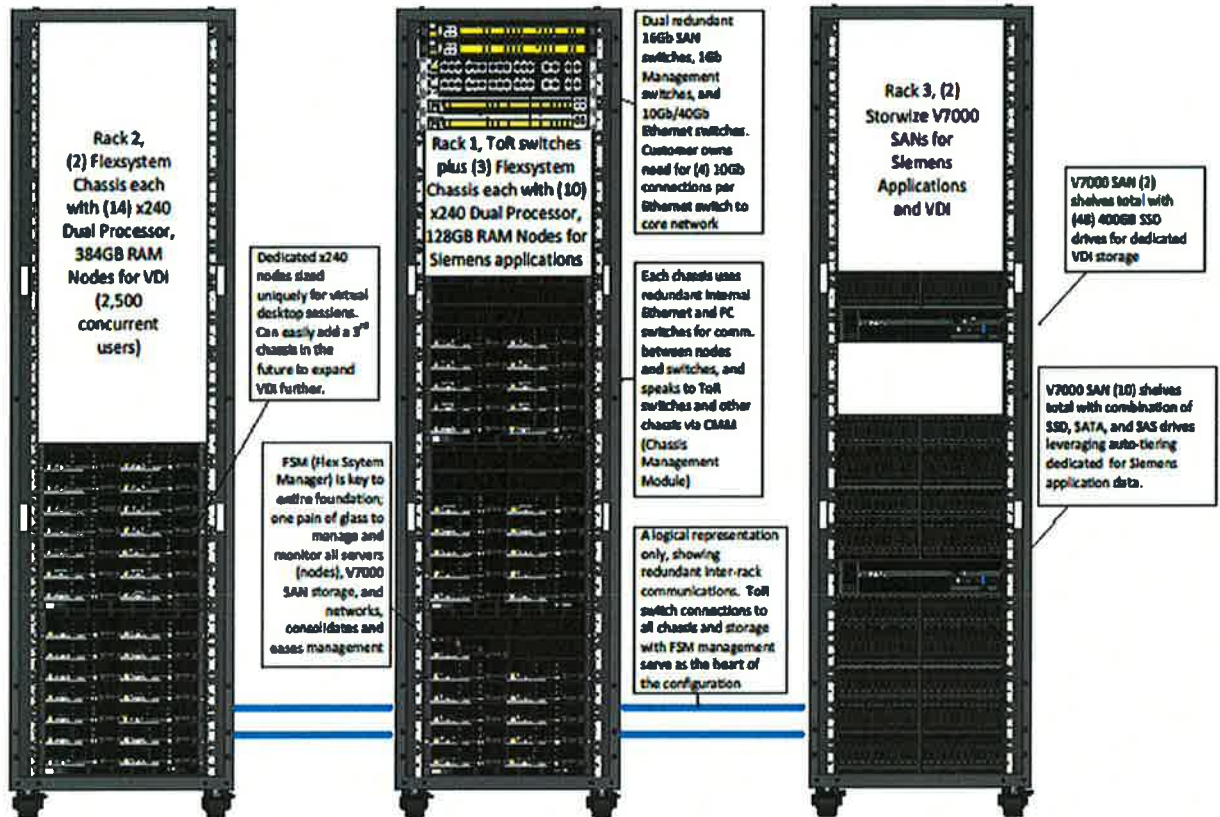 Rack 2,
(2) Flexsystem
Chassis each
with (14) x240
Dual Processor,
384GB RAM
Nodes for VDI
(2,500
concurrent
users)
Dedicated x240
nodes sized
uniquely for virtual
desktop sessions.
Can easily add a 3rd
chassis in the
future to expand
VDI further.
FSM (Flex Ssytem
Manager) is key to
entire foundation;
one pain of glass to
manage and
monitor all servers
(nodes), V7000
SAN storage, and
networks,
consolidates and
eases management
Rack 1, ToR switches
plus (3) Flexsystem
Chassis each with (10)
x240 Dual Processor,
128GB RAM Nodes for
Siemens applications
Dual redundant
16Gb SAN
switches, 1Gb
Management
switches, and
10Gb/40Gb
Ethernet switches.
Customer owns
need for (4) 10Gb
connections per
Ethernet switch to
core network
Each chassis uses
redundant internal
Ethernet and FC
switches for comm.
between nodes
and switches, and
speaks to ToR
switches and other
chassis via CMM
(Chassis
Management
Module)
A logical representation
only, showing
redundant inter-rack
communications. ToR
switch connections to
all chassis and storage
with FSM management
serve as the heart of
the configuration
Rack 3, (2)
Storwize V7000
SANs for
Siemens
Applications
and VDI
V7000 SAN (2)
shelves total with
(48) 400GB SSD
drives for dedicated
VDI storage
V7000 SAN (10) shelves
total with combination of
SSD, SATA, and SAS drives
leveraging auto-tiering
dedicated for Siemens
application data.